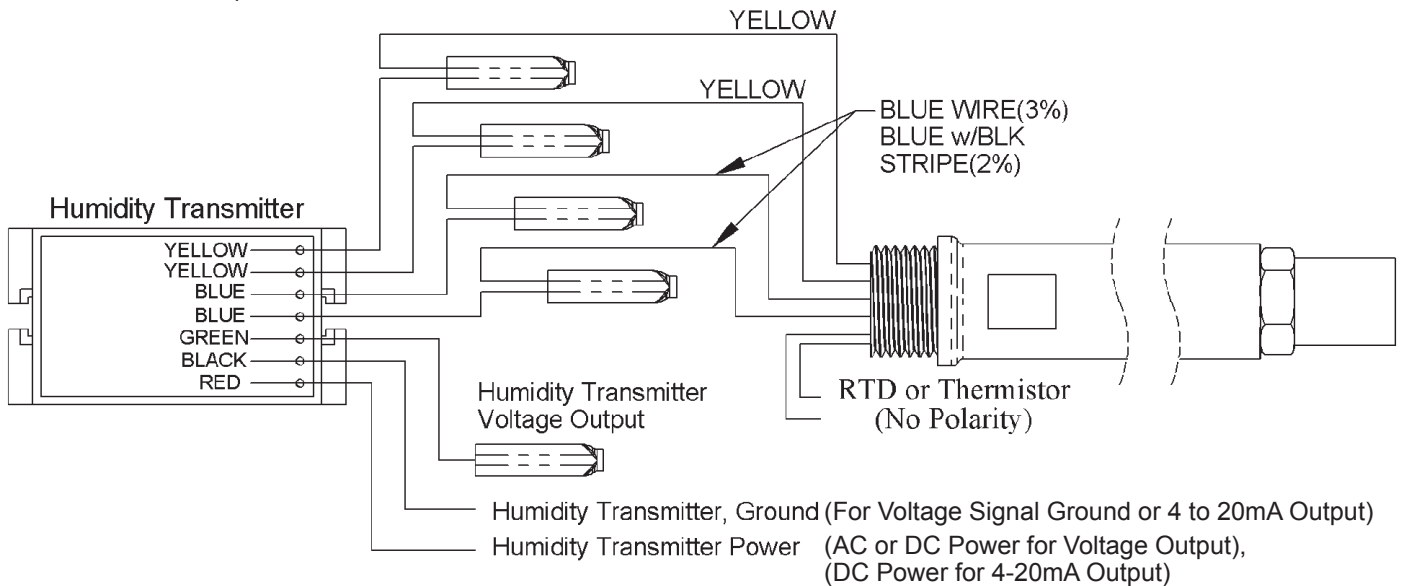 YELLOW
YELLOW
BLUE WIRE(3%)
BLUE w/BLK
STRIPE(2%)
Humidity Transmitter
YELLOW
YELLOW
BLUE
BLUE
GREEN
BLACK
RED
Humidity Transmitter
Voltage Output
RTD or Thermistor
(No Polarity)
Humidity Transmitter, Ground (For Voltage Signal Ground or 4 to 20mA Output)
Humidity Transmitter Power (AC or DC Power for Voltage Output),
(DC Power for 4-20mA Output)